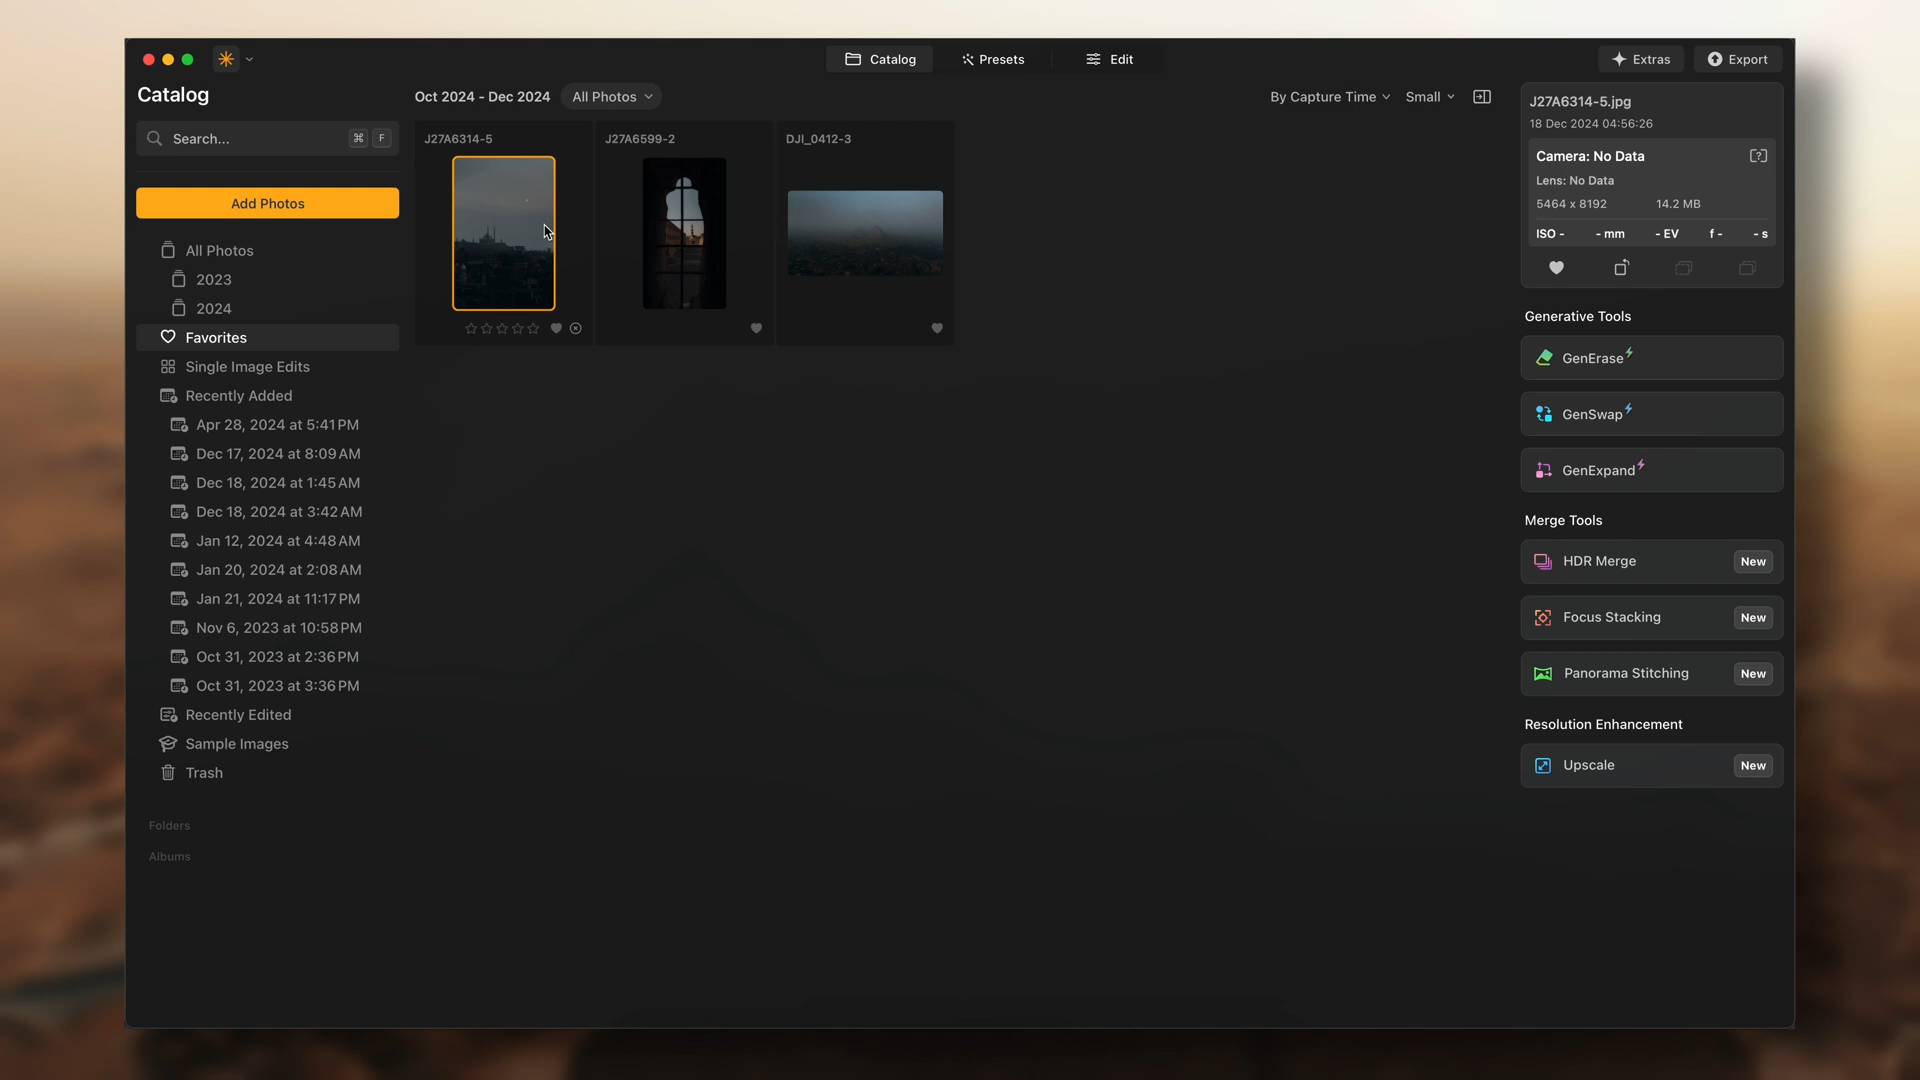 Catalog
Presets
Edit
Extras
Export
Catalog
Oct 2024 - Dec 2024
All Photos
By Capture Time
Small
Search...
⌘ F
Add Photos
All Photos
2023
2024
Favorites
Single Image Edits
Recently Added
Apr 28, 2024 at 5:41 PM
Dec 17, 2024 at 8:09 AM
Dec 18, 2024 at 1:45 AM
Dec 18, 2024 at 3:42 AM
Jan 12, 2024 at 4:48 AM
Jan 20, 2024 at 2:08 AM
Jan 21, 2024 at 11:17 PM
Nov 6, 2023 at 10:58 PM
Oct 31, 2023 at 2:36 PM
Oct 31, 2023 at 3:36 PM
Recently Edited
Sample Images
Trash
Folders
Albums
J27A6314-5
J27A6599-2
DJI_0412-3
J27A6314-5.jpg
18 Dec 2024 04:56:26
Camera: No Data
[?]
Lens: No Data
5464 x 8192 14.2 MB
ISO - - mm - EV f - - s
Generative Tools
GenErase
GenSwap
GenExpand
Merge Tools
HDR Merge New
Focus Stacking New
Panorama Stitching New
Resolution Enhancement
Upscale New